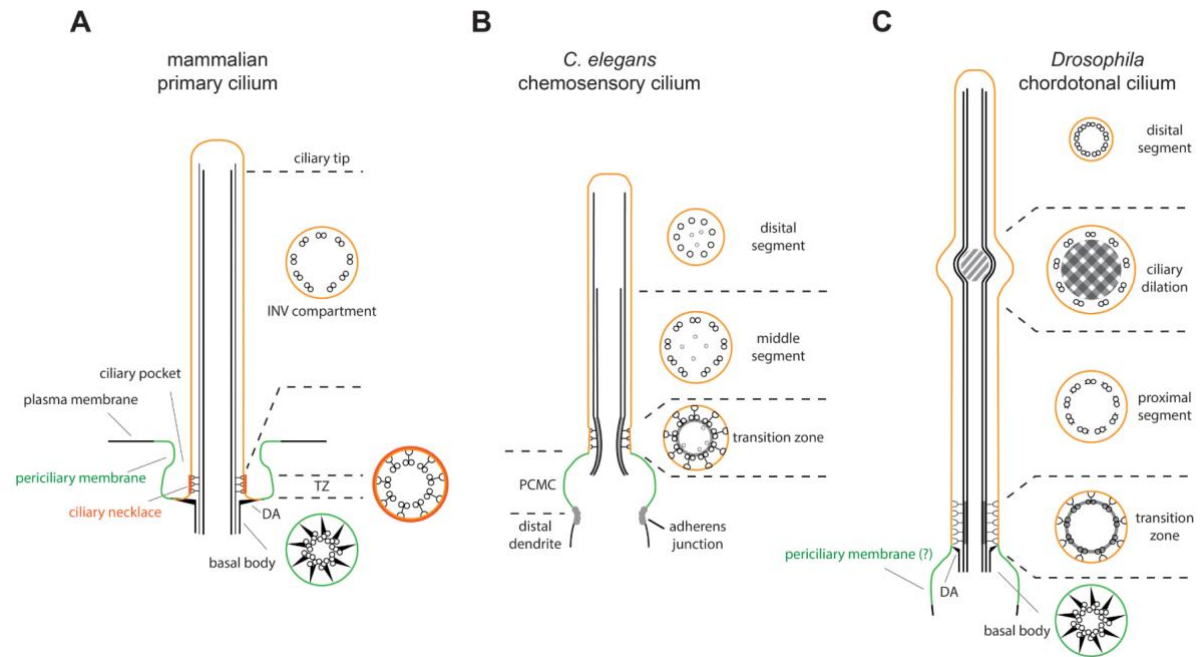 A
mammalian
primary cilium
ciliary tip
INV compartment
ciliary pocket
plasma membrane
periciliary membrane
ciliary necklace
TZ
DA
basal body
B
C. elegans
chemosensory cilium
disital
segment
middle
segment
transition zone
PCMC
distal
dendrite
adherens
junction
C
Drosophila
chordotonal cilium
disital
segment
ciliary
dilation
proximal
segment
transition
zone
periciliary membrane (?)
DA
basal body